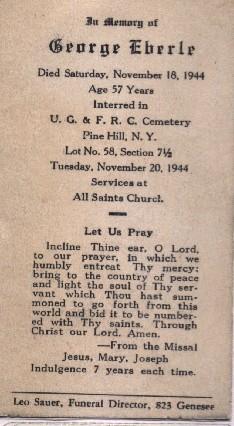 In Memory of
George Eberle
Died Saturday, November 18, 1944
Age 57 Years
Interred in
U. G. & F. R. C. Cemetery
Pine Hill, N. Y.
Lot No. 58, Section 7½
Tuesday, November 20, 1944
Services at
All Saints Churcl.
Let Us Pray
Incline Thine ear, O Lord,
to our prayer, in which we
humbly entreat Thy mercy:
bring to the country of peace
and light the soul of Thy ser-
vant which Thou hast sum-
moned to go forth from this
world and bid it to be number-
ed with Thy saints. Through
Christ our Lord. Amen.
—From the Missal
Jesus, Mary, Joseph
Indulgence 7 years each time.
Leo Sauer, Funeral Director, 823 Genesee